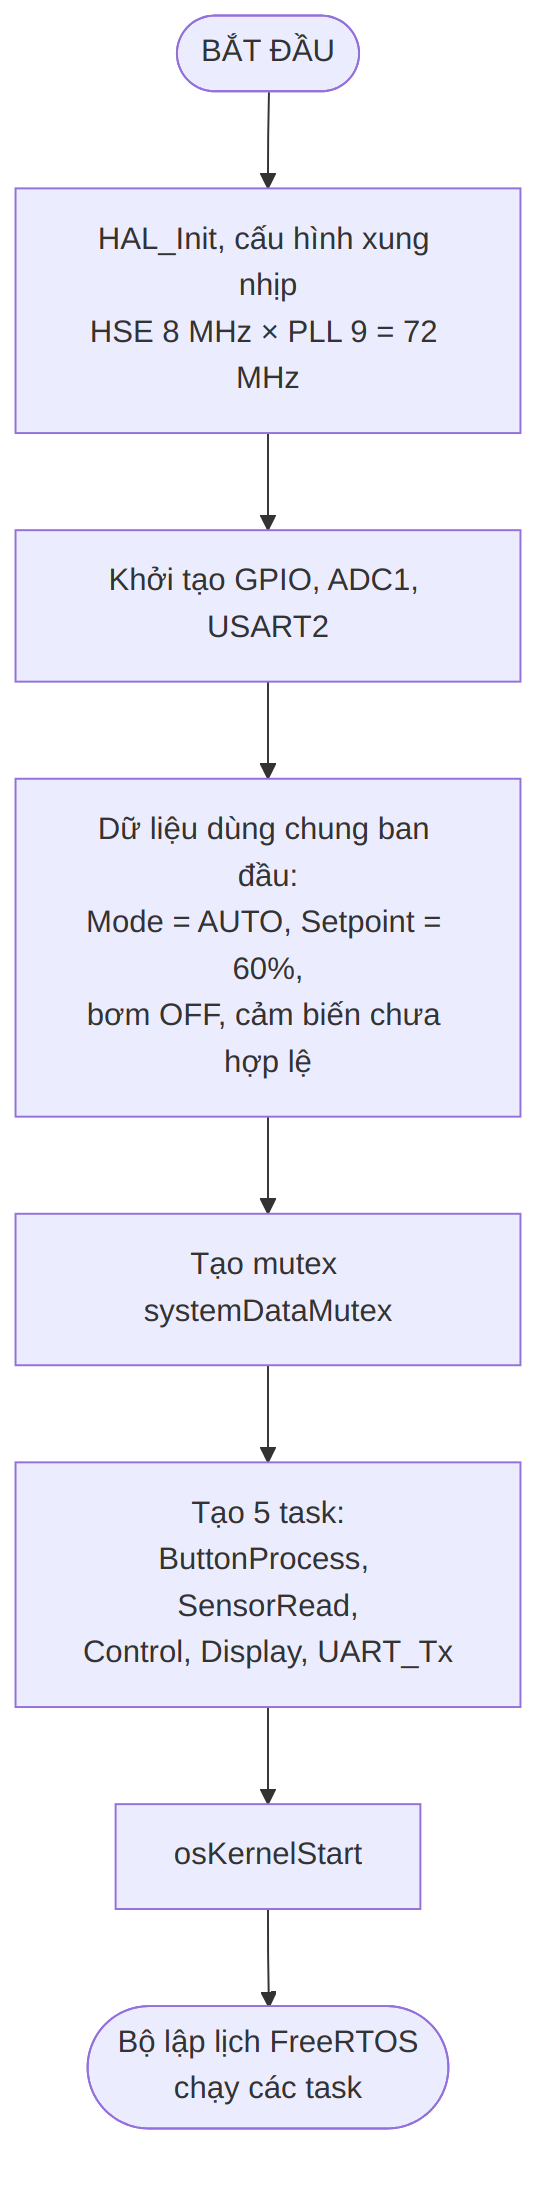 BẮT ĐẦU
HAL_Init, cấu hình xung
nhịp
HSE 8 MHz × PLL 9 = 72
MHz
Khởi tạo GPIO, ADC1,
USART2
Dữ liệu dùng chung ban
đầu:
Mode = AUTO, Setpoint =
60%,
bơm OFF, cảm biến chưa
hợp lệ
Tạo mutex
systemDataMutex
Tạo 5 task:
ButtonProcess,
SensorRead,
Control, Display, UART_Tx
osKernelStart
Bộ lập lịch FreeRTOS
chạy các task